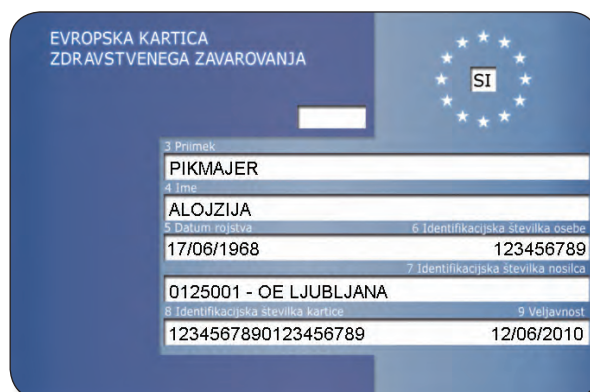 EVROPSKA KARTICA
ZDRAVSTVENEGA ZAVAROVANJA
SI
3 Priimek
PIKMAJER
4 Ime
ALOJZIJA
5 Datum rojstva 6 Identifikacijska številka osebe
17/06/1968 123456789
7 Identifikacijska številka nosilca
0125001 - OE LJUBLJANA
8 Identifikacijska številka kartice 9 Veljavnost
1234567890123456789 12/06/2010